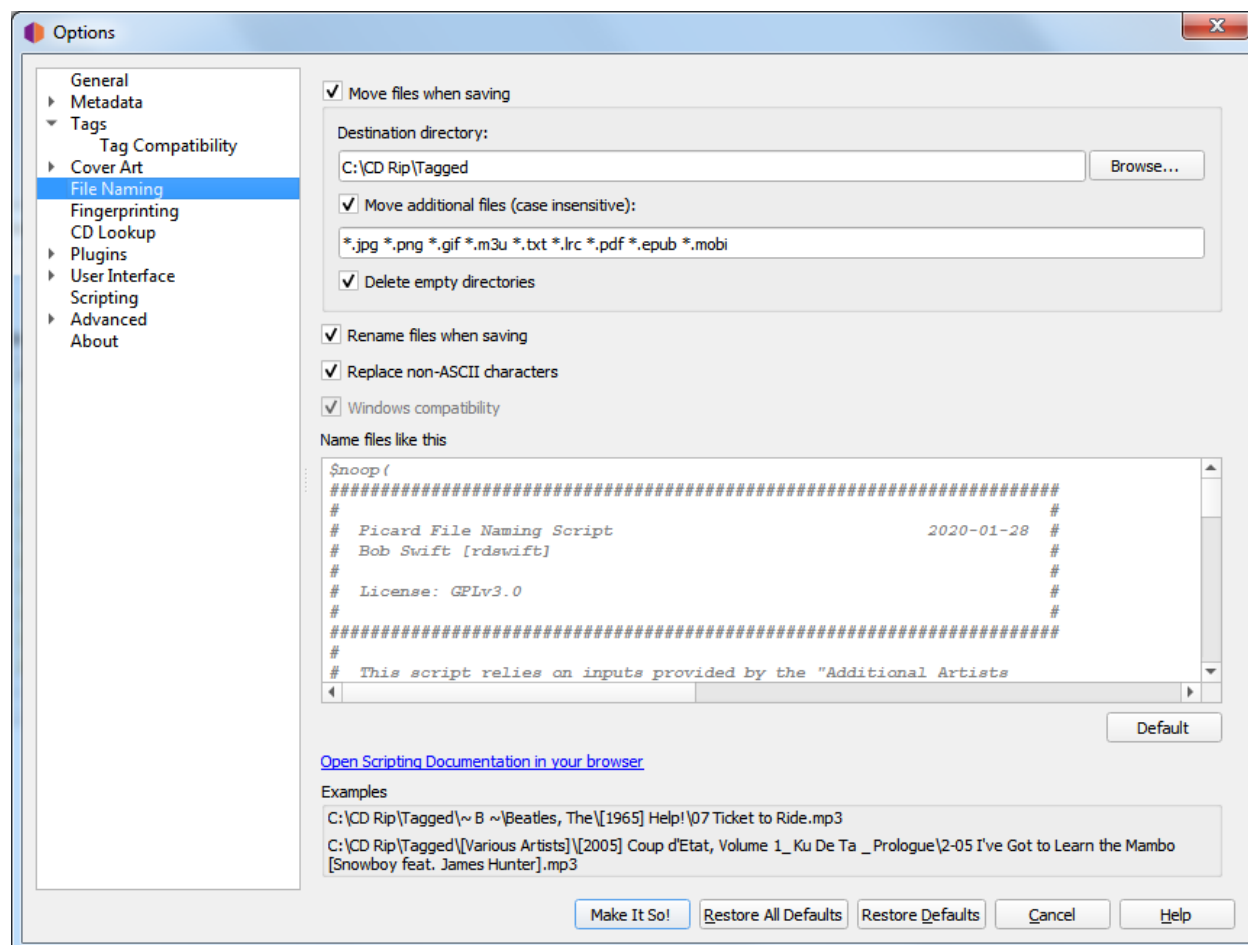 Options
General
Metadata
Tags
Tag Compatibility
Cover Art
File Naming
Fingerprinting
CD Lookup
Plugins
User Interface
Scripting
Advanced
About
Move files when saving
Destination directory:
C:\CD Rip\Tagged
Browse...
Move additional files (case insensitive):
*.jpg *.png *.gif *.m3u *.txt *.lrc *.pdf *.epub *.mobi
Delete empty directories
Rename files when saving
Replace non-ASCII characters
Windows compatibility
Name files like this
$noop(
########################################################################
#                                                                      #
#  Picard File Naming Script                               2020-01-28  #
#  Bob Swift [rdswift]                                                 #
#                                                                      #
#  License: GPLv3.0                                                    #
#                                                                      #
########################################################################
#
#  This script relies on inputs provided by the "Additional Artists
Default
Open Scripting Documentation in your browser
Examples
C:\CD Rip\Tagged\~ B ~\Beatles, The\[1965] Help!\07 Ticket to Ride.mp3
C:\CD Rip\Tagged\[Various Artists]\[2005] Coup d'Etat, Volume 1_ Ku De Ta _ Prologue\2-05 I've Got to Learn the Mambo
[Snowboy feat. James Hunter].mp3
Make It So!
Restore All Defaults
Restore Defaults
Cancel
Help